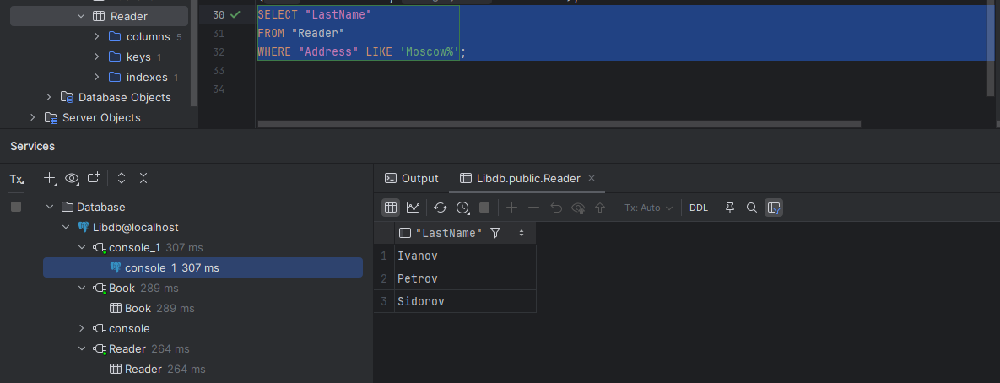 Reader
columns 5
keys 1
indexes 1
Database Objects
Server Objects
30 SELECT "LastName"
31 FROM "Reader"
32 WHERE "Address" LIKE 'Moscow%';
33
34
Services
Tx
Database
Libdb@localhost
console_1 307 ms
console_1 307 ms
Book 289 ms
Book 289 ms
console
Reader 264 ms
Reader 264 ms
Output Libdb.public.Reader
Tx: Auto DDL
"LastName"
1 Ivanov
2 Petrov
3 Sidorov